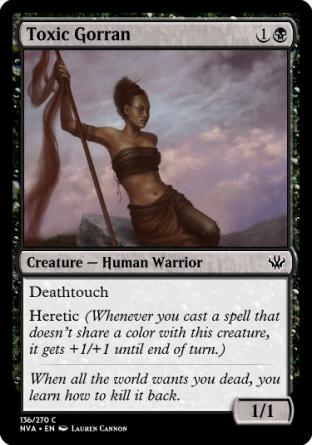 Toxic Gorran 1
Creature — Human Warrior
Deathtouch
Heretic (Whenever you cast a spell that
doesn't share a color with this creature,
it gets +1/+1 until end of turn.)
When all the world wants you dead, you
learn how to kill it back.
136/270 C
NVA • EN Lauren Cannon
1/1